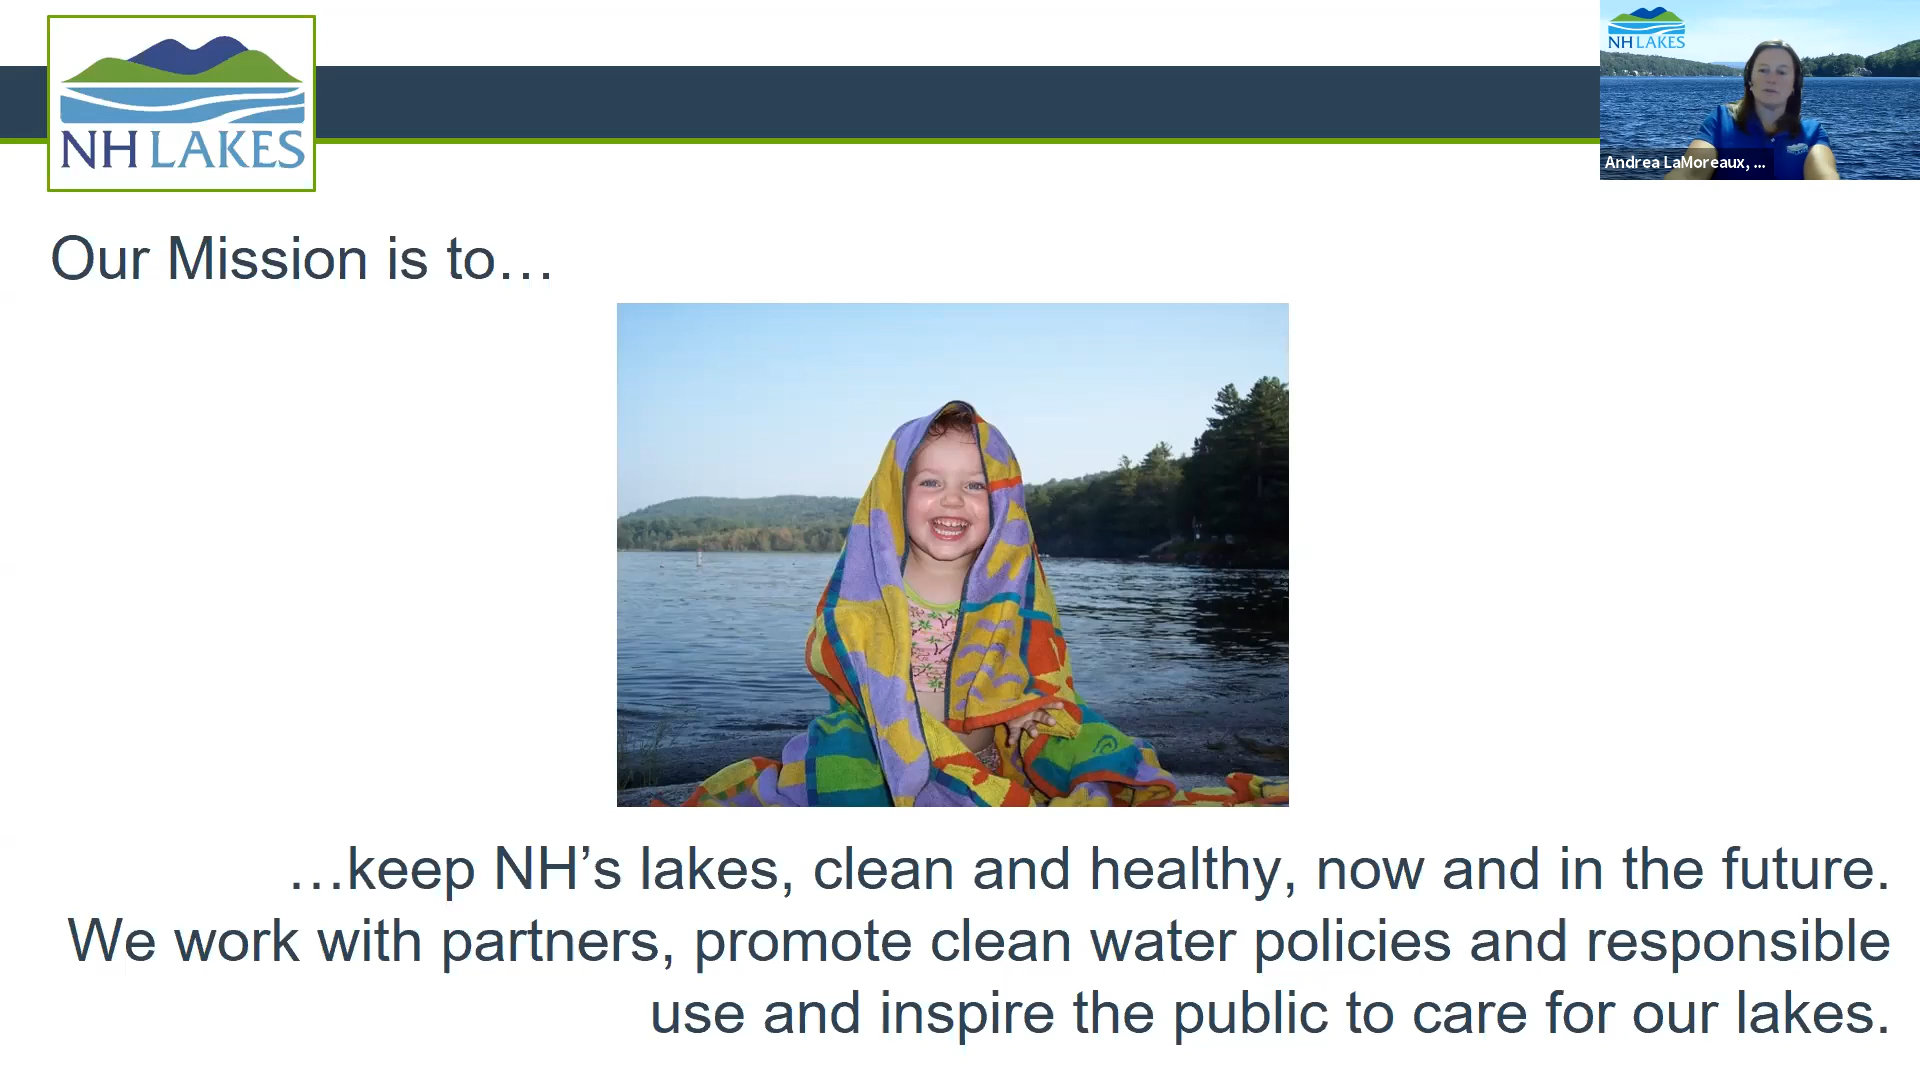 NH LAKES
NH LAKES
Andrea LaMoreaux, ...
Our Mission is to…
…keep NH’s lakes, clean and healthy, now and in the future.
We work with partners, promote clean water policies and responsible
use and inspire the public to care for our lakes.